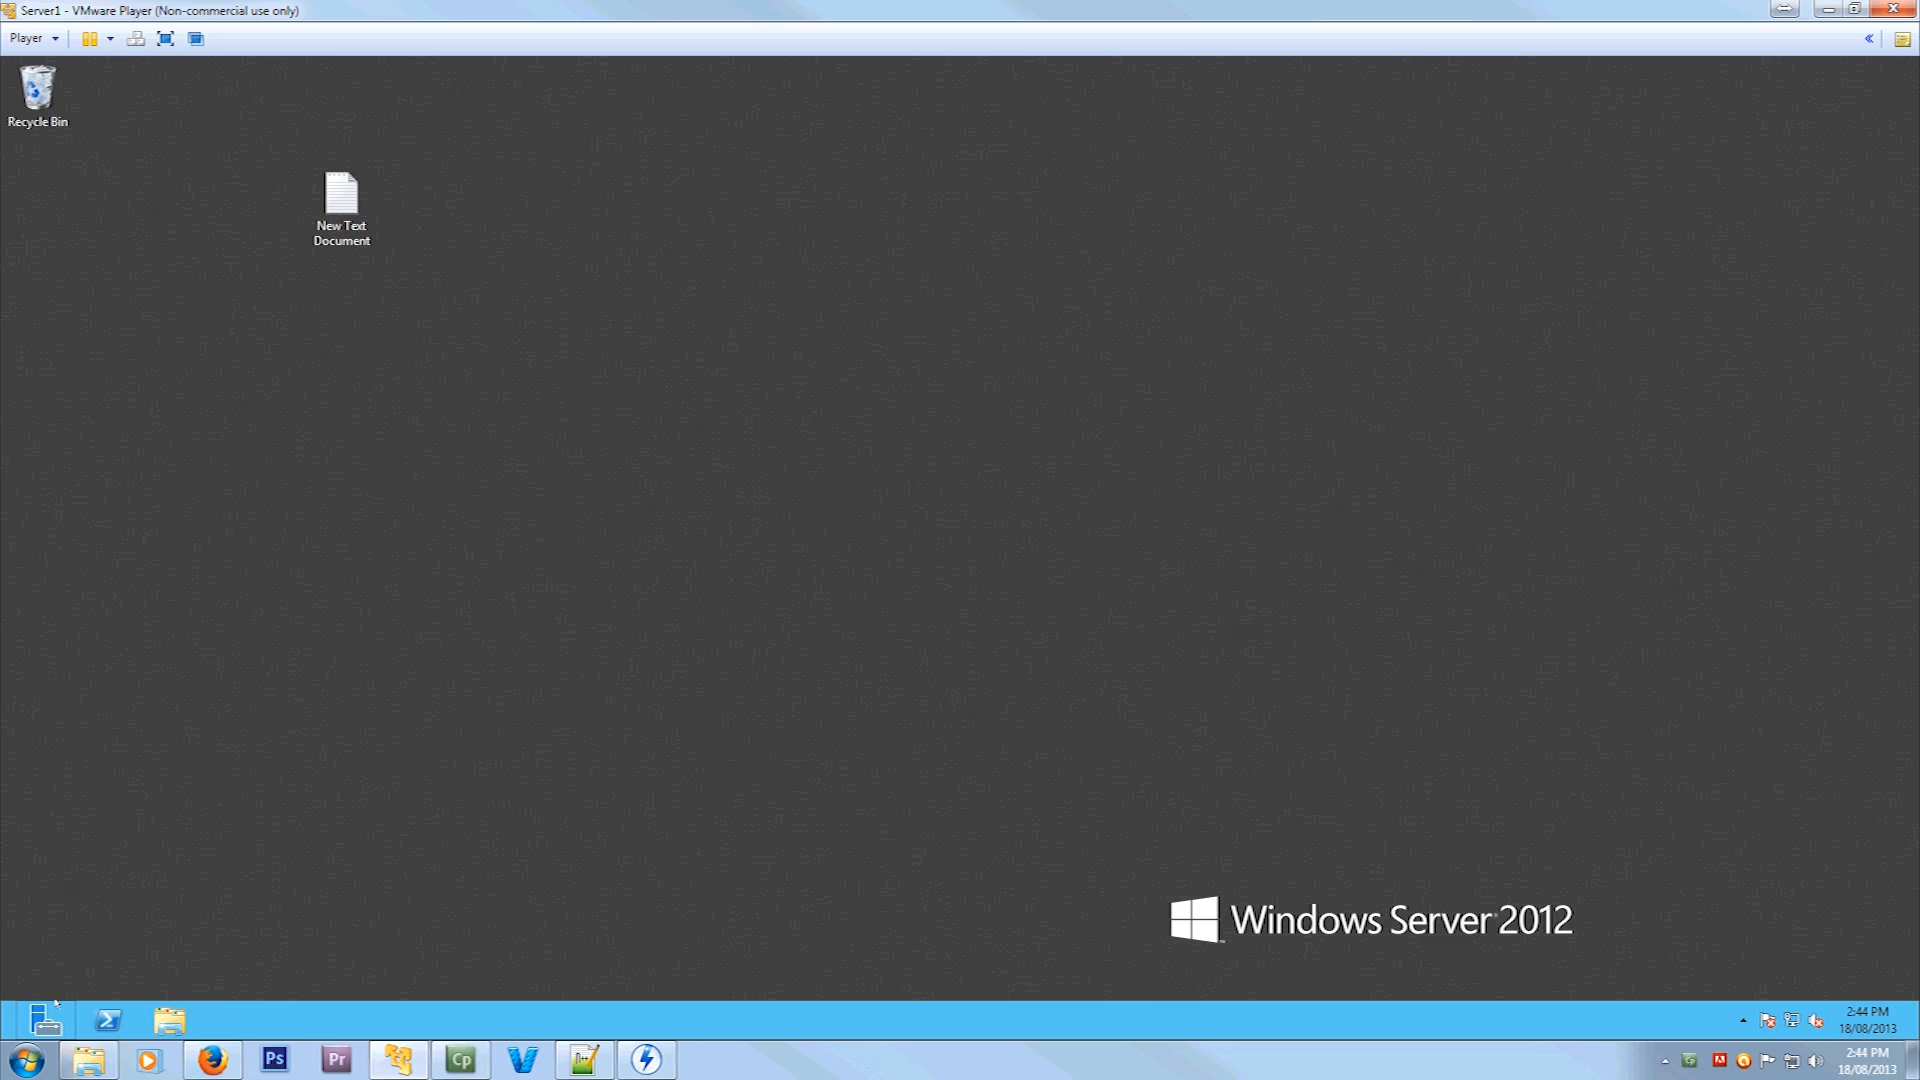 Server1 - VMware Player (Non-commercial use only)
Player
Recycle Bin
New Text
Document
Windows Server 2012
2:44 PM
18/08/2013
Ps
Pr
Cp
2:44 PM
18/08/2013